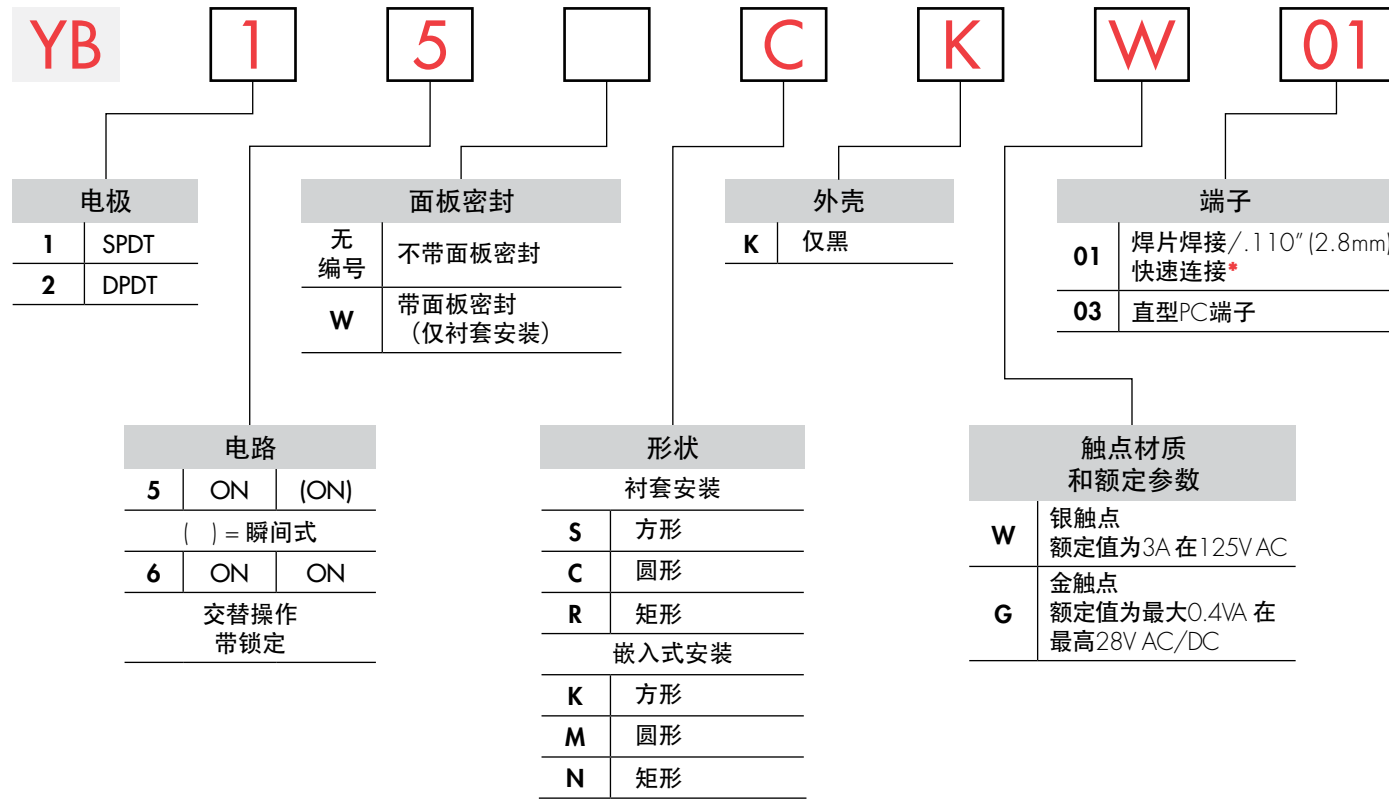 YB 1 5 C K W 01
电极
1 SPDT
2 DPDT
面板密封
无
编号 不带面板密封
W 带面板密封
（仅衬套安装）
外壳
K 仅黑
端子
01 焊片焊接/.110” (2.8mm)
快速连接*
03 直型PC端子
电路
5 ON (ON)
( ) = 瞬间式
6 ON ON
交替操作
带锁定
形状
衬套安装
S 方形
C 圆形
R 矩形
嵌入式安装
K 方形
M 圆形
N 矩形
触点材质
和额定参数
W 银触点
额定值为3A 在125V AC
G 金触点
额定值为最大0.4VA 在
最高28V AC/DC